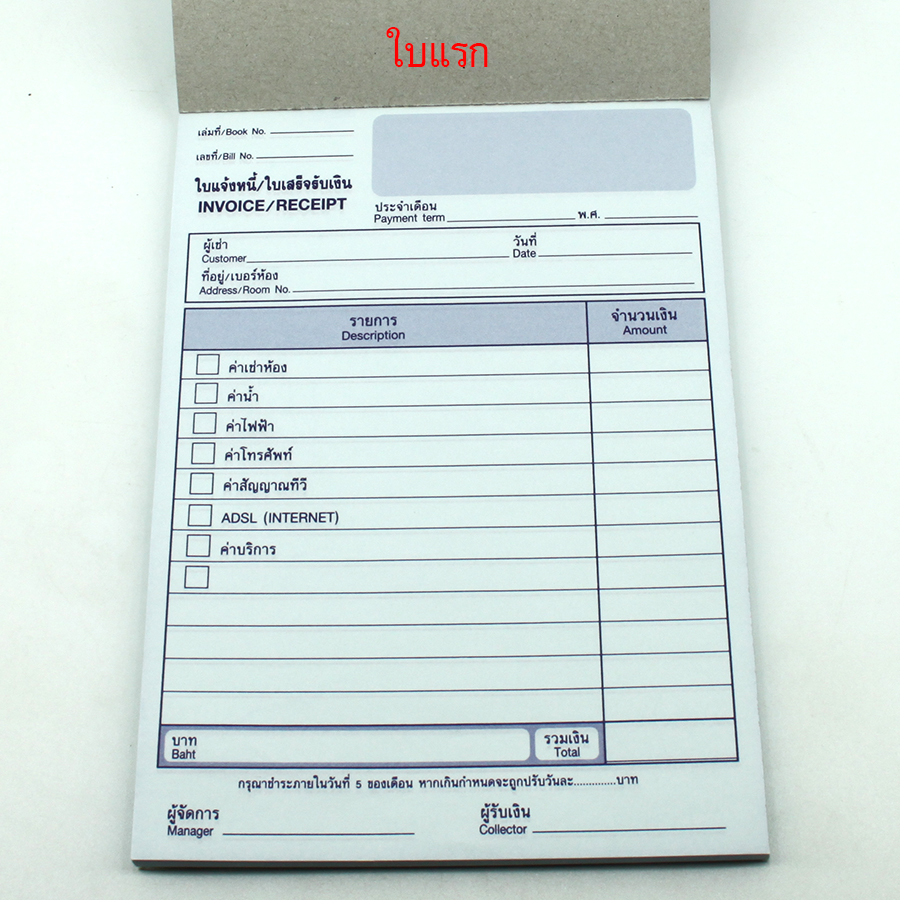 ใบแรก
เล่มที่/Book No.
เลขที่/Bill No.
ใบแจ้งหนี้/ใบเสร็จรับเงิน
INVOICE/RECEIPT
ประจำเดือน พ.ศ.
Payment term
ผู้เช่า วันที่
Customer Date
ที่อยู่/เบอร์ห้อง
Address/Room No.
รายการ จำนวนเงิน
Description Amount
ค่าเช่าห้อง
ค่าน้ำ
ค่าไฟฟ้า
ค่าโทรศัพท์
ค่าสัญญาณทีวี
ADSL (INTERNET)
ค่าบริการ
บาท รวมเงิน
Baht Total
กรุณาชำระภายในวันที่ 5 ของเดือน หากเกินกำหนดจะถูกปรับวันละ.............บาท
ผู้จัดการ ผู้รับเงิน
Manager Collector